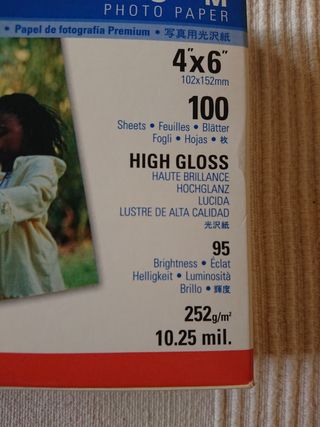 PHOTO PAPER
• Papel de fotografía Premium • 写真用光沢紙
4"x6"
102x152mm
100
Sheets • Feuilles • Blätter
Fogli • Hojas • 枚
HIGH GLOSS
HAUTE BRILLANCE
HOCHGLANZ
LUCIDA
LUSTRE DE ALTA CALIDAD
光沢紙
95
Brightness • Éclat
Helligkeit • Luminosità
Brillo • 輝度
252g/m²
10.25 mil.